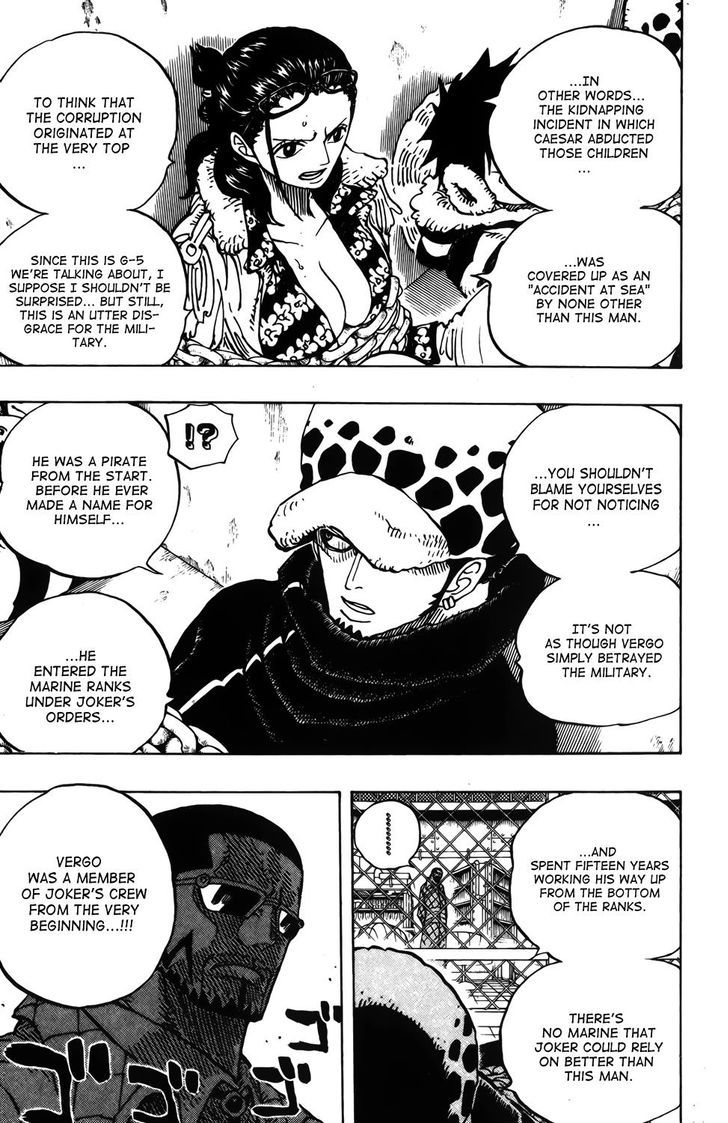 ...IN
OTHER WORDS...
THE KIDNAPPING
INCIDENT IN WHICH
CAESAR ABDUCTED
THOSE CHILDREN
...
...WAS
COVERED UP AS AN
"ACCIDENT AT SEA"
BY NONE OTHER
THAN THIS MAN.
TO THINK THAT
THE CORRUPTION
ORIGINATED AT
THE VERY TOP
...
SINCE THIS IS G-5
WE'RE TALKING ABOUT, I
SUPPOSE I SHOULDN'T BE
SURPRISED... BUT STILL,
THIS IS AN UTTER DIS-
GRACE FOR THE MILI-
TARY.
...YOU SHOULDN'T
BLAME YOURSELVES
FOR NOT NOTICING
...
IT'S NOT
AS THOUGH VERGO
SIMPLY BETRAYED
THE MILITARY.
!?
HE WAS A PIRATE
FROM THE START.
BEFORE HE EVER
MADE A NAME FOR
HIMSELF...
...HE
ENTERED THE
MARINE RANKS
UNDER JOKER'S
ORDERS...
...AND
SPENT FIFTEEN YEARS
WORKING HIS WAY UP
FROM THE BOTTOM
OF THE RANKS.
.........
THERE'S
NO MARINE THAT
JOKER COULD RELY
ON BETTER THAN
THIS MAN.
VERGO
WAS A MEMBER
OF JOKER'S CREW
FROM THE VERY
BEGINNING...!!!
ゴゴゴゴ